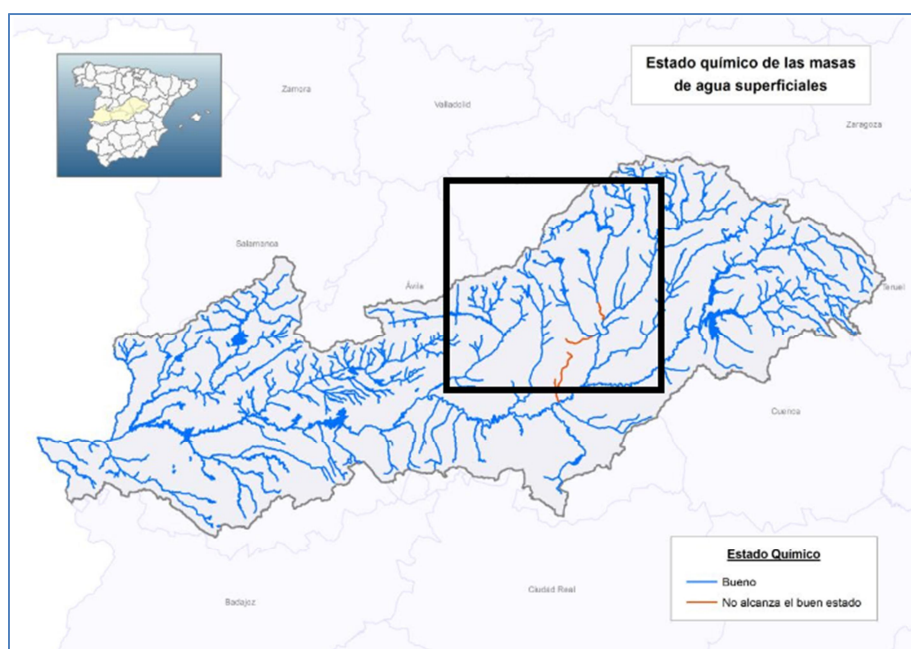 Estado químico de las masas
de agua superficiales
Zamora
Valladolid
Zaragoza
Salamanca
Ávila
Teruel
Cuenca
Ciudad Real
Badajoz
Estado Químico
Bueno
No alcanza el buen estado